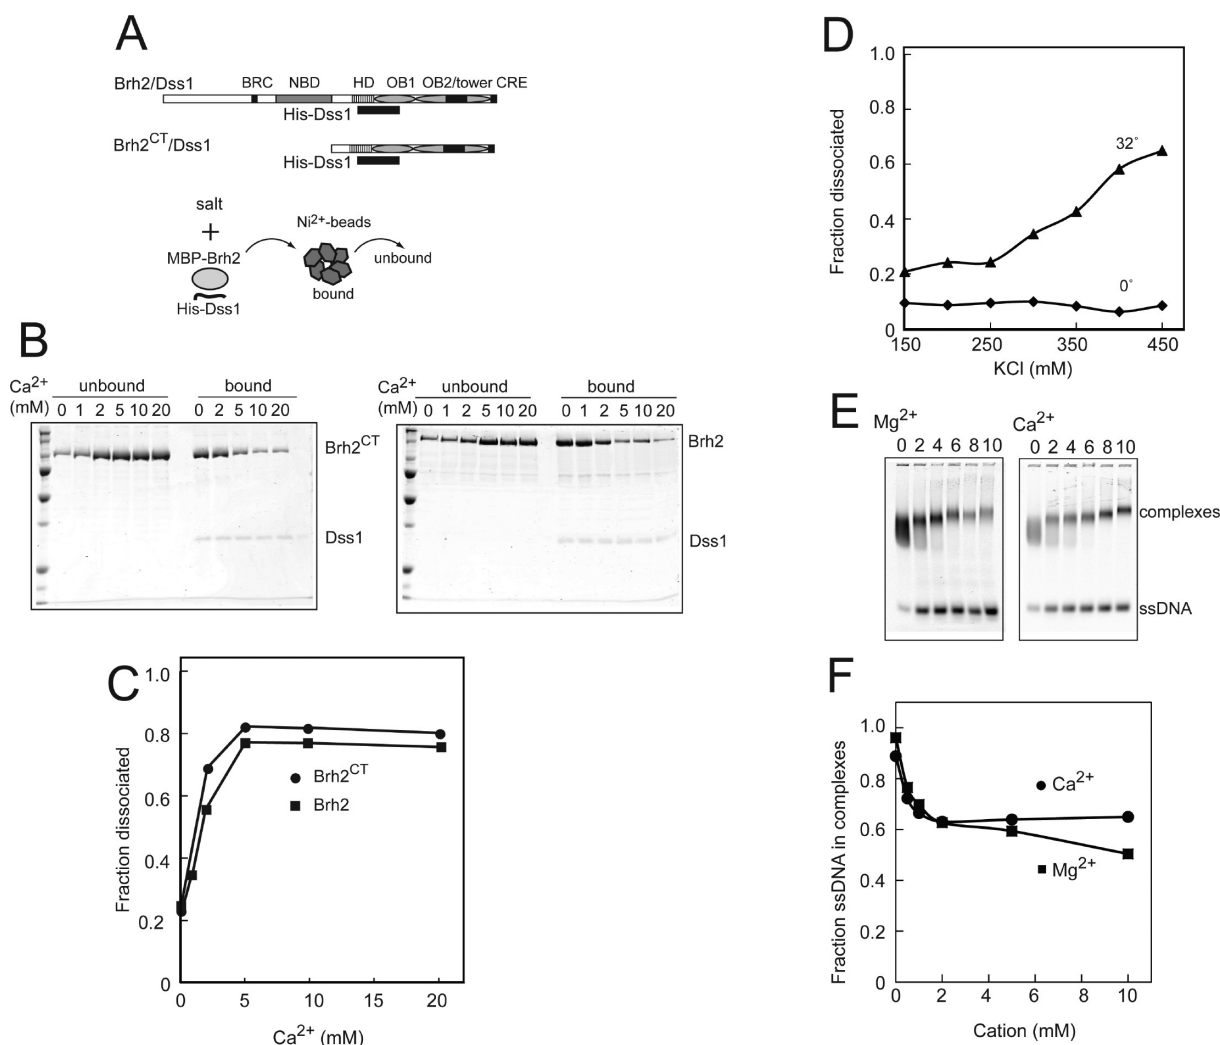 A
Brh2/Dss1
BRC NBD HD OB1 OB2/tower CRE
His-Dss1
Brh2CT/Dss1
His-Dss1
salt
+
MBP-Brh2
His-Dss1
Ni2+-beads
bound
unbound
B
Ca2+ unbound bound
(mM) 0 1 2 5 10 20 0 2 5 10 20
Brh2CT
Dss1
Ca2+ unbound bound
(mM) 0 1 2 5 10 20 0 1 2 5 10 20
Brh2
Dss1
C
Fraction dissociated
1.0
0.8
0.6
0.4
0.2
0
0 5 10 15 20
Ca2+ (mM)
Brh2CT
Brh2
D
Fraction dissociated
1.0
0.8
0.6
0.4
0.2
0
32°
0°
150 250 350 450
KCl (mM)
E
Mg2+ Ca2+
0 2 4 6 8 10 0 2 4 6 8 10
complexes
ssDNA
F
Fraction ssDNA in complexes
1.0
0.8
0.6
0.4
0.2
0
Ca2+
Mg2+
0 2 4 6 8 10
Cation (mM)